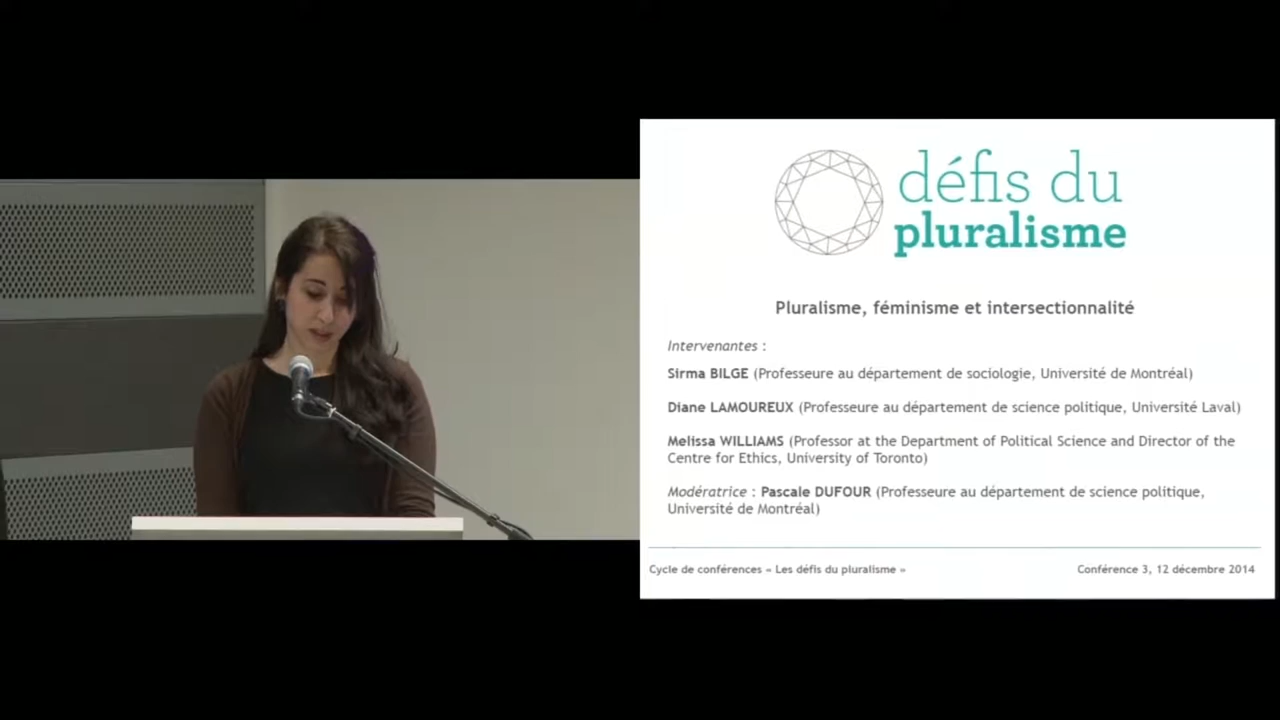 défis du
pluralisme
Pluralisme, féminisme et intersectionnalité
Intervenantes :
Sirma BILGE (Professeure au département de sociologie, Université de Montréal)
Diane LAMOUREUX (Professeure au département de science politique, Université Laval)
Melissa WILLIAMS (Professor at the Department of Political Science and Director of the
Centre for Ethics, University of Toronto)
Modératrice : Pascale DUFOUR (Professeure au département de science politique,
Université de Montréal)
Cycle de conférences « Les défis du pluralisme »
Conférence 3, 12 décembre 2014